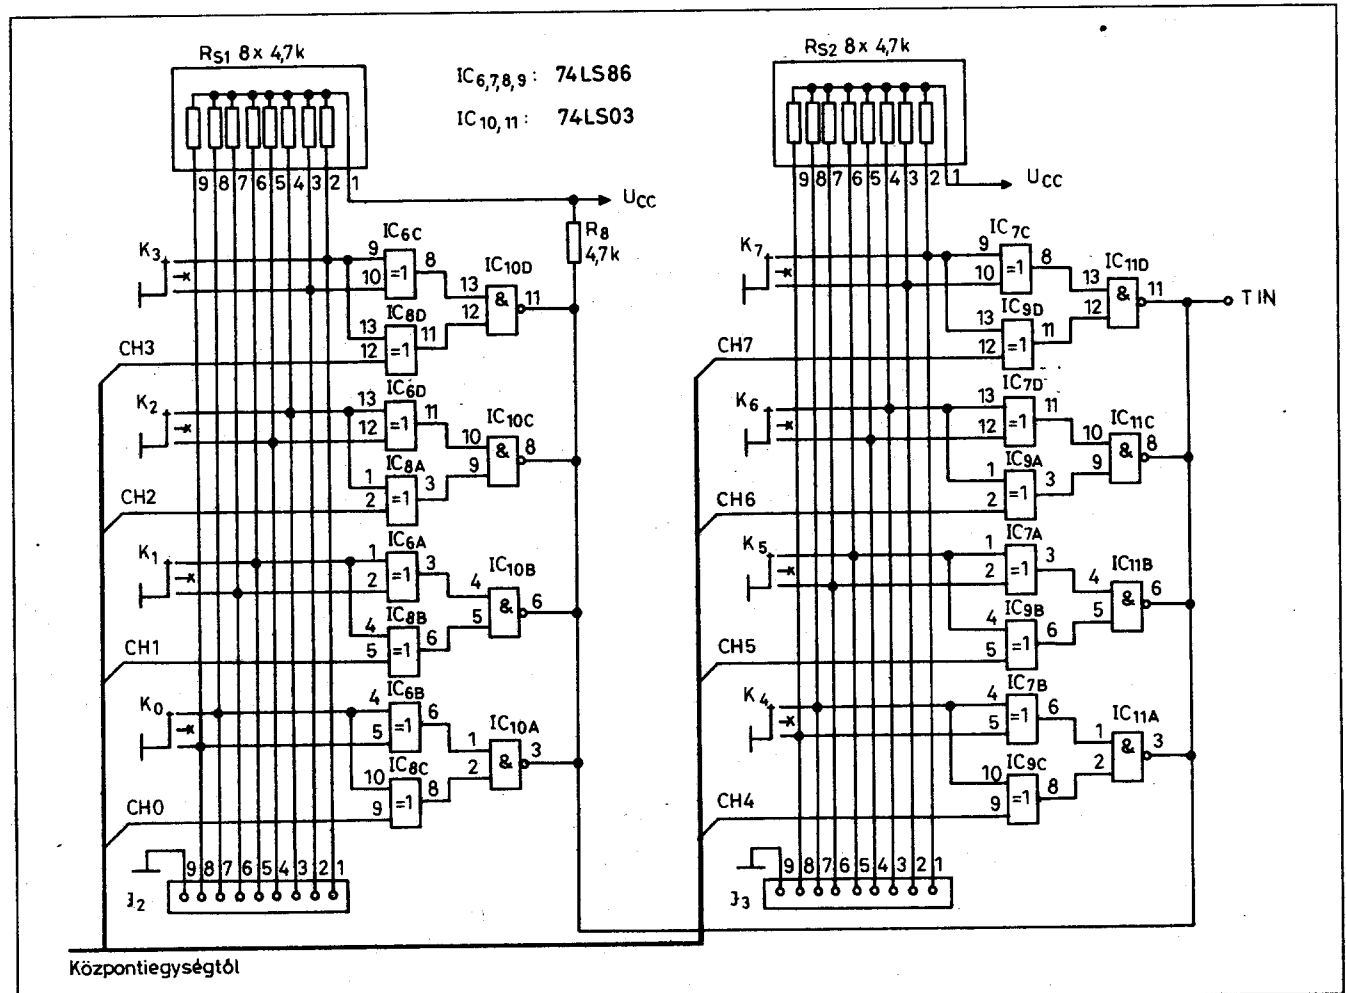 RS1 8x 4,7k
IC6,7,8,9: 74LS86
IC10,11: 74LS03
RS2 8x 4,7k
9 8 7 6 5 4 3 2 1
UCC
9 8 7 6 5 4 3 2 1
UCC
R8
4,7k
K3
IC6C
9
10
=1
8
IC10D
13
12
&
11
IC8D
13
12
=1
11
CH3
K2
IC6D
13
12
=1
11
IC10C
10
9
&
8
IC8A
1
2
=1
3
CH2
K1
IC6A
1
2
=1
3
IC10B
4
5
&
6
IC8B
4
5
=1
6
CH1
K0
IC6B
4
5
=1
6
IC10A
1
2
&
3
IC8C
10
9
=1
8
CH0
9 8 7 6 5 4 3 2 1
J2
K7
IC7C
9
10
=1
8
IC11D
13
12
&
11
T IN
IC9D
13
12
=1
11
CH7
K6
IC7D
13
12
=1
11
IC11C
10
9
&
8
IC9A
1
2
=1
3
CH6
K5
IC7A
1
2
=1
3
IC11B
4
5
&
6
IC9B
4
5
=1
6
CH5
K4
IC7B
4
5
=1
6
IC11A
1
2
&
3
IC9C
10
9
=1
8
CH4
9 8 7 6 5 4 3 2 1
J3
Központiegységtől